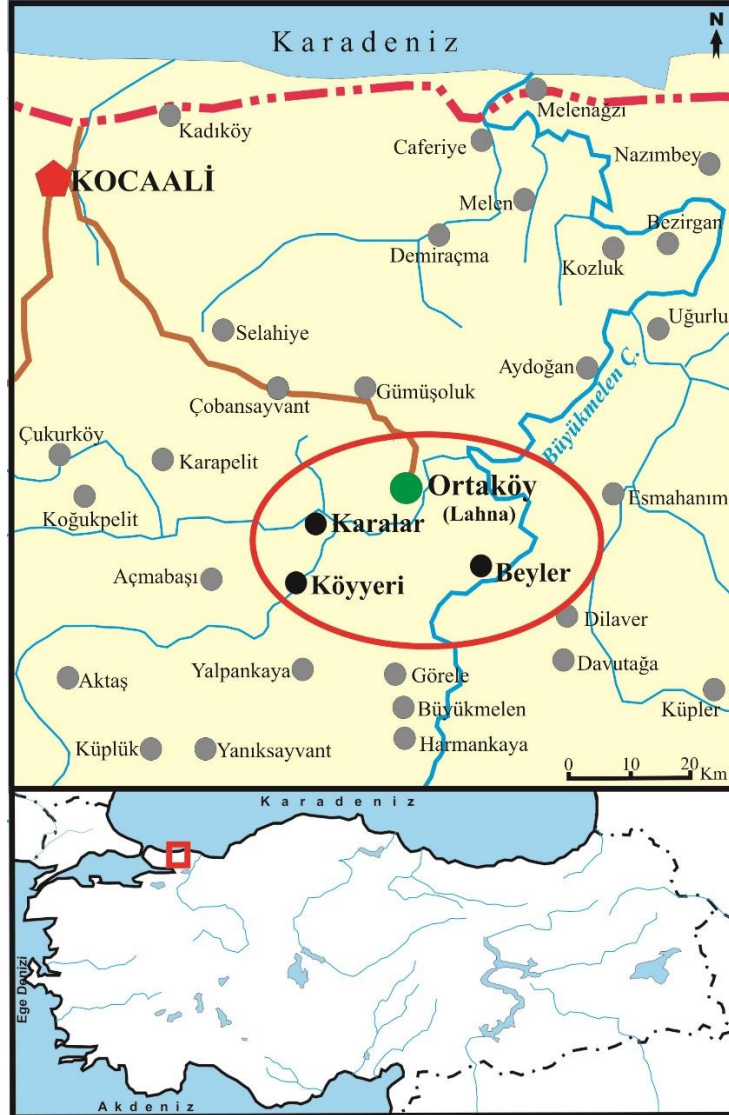 Karadeniz
N
Melenağzı
Kadıköy
Caferiye
Nazımbey
KOCAALİ
Melen
Bezirgan
Demiraçma
Kozluk
Uğurlu
Selahiye
Aydoğan
Büyükmelen Ç.
Gümüşoluk
Çobansayvant
Çukurköy
Karapelit
Ortaköy
(Lahna)
Esmahanım
Koğukpelit
Karalar
Açmabaşı
Köyyeri
Beyler
Dilaver
Yalpankaya
Görele
Davutağa
Aktaş
Küpler
Büyükmelen
Küplük
Yanıksayvant
Harmankaya
0 10 20
Km
Karadeniz
Ege Denizi
Akdeniz